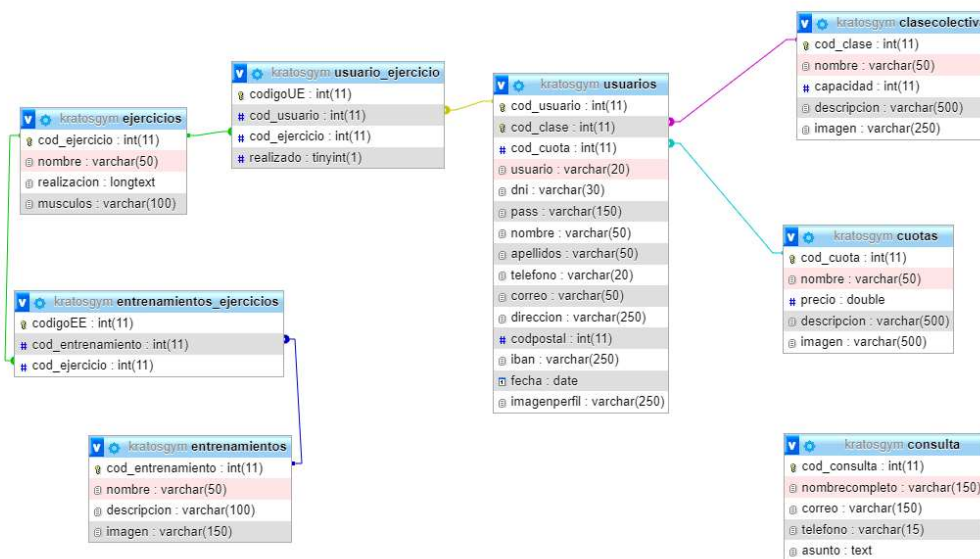 kratosgym ejercicios
cod_ejercicio : int(11)
nombre : varchar(50)
realizacion : longtext
musculos : varchar(100)
kratosgym usuario_ejercicio
codigoUE : int(11)
cod_usuario : int(11)
cod_ejercicio : int(11)
realizado : tinyint(1)
kratosgym entrenamientos_ejercicios
codigoEE : int(11)
cod_entrenamiento : int(11)
cod_ejercicio : int(11)
kratosgym entrenamientos
cod_entrenamiento : int(11)
nombre : varchar(50)
descripcion : varchar(100)
imagen : varchar(150)
kratosgym usuarios
cod_usuario : int(11)
cod_clase : int(11)
cod_cuota : int(11)
usuario : varchar(20)
dni : varchar(30)
pass : varchar(150)
nombre : varchar(50)
apellidos : varchar(50)
telefono : varchar(20)
correo : varchar(50)
direccion : varchar(250)
codpostal : int(11)
iban : varchar(250)
fecha : date
imagenperfil : varchar(250)
kratosgym clasecolectiv
cod_clase : int(11)
nombre : varchar(50)
capacidad : int(11)
descripcion : varchar(500)
imagen : varchar(250)
kratosgym cuotas
cod_cuota : int(11)
nombre : varchar(50)
precio : double
descripcion : varchar(500)
imagen : varchar(500)
kratosgym consulta
cod_consulta : int(11)
nombrecompleto : varchar(150)
correo : varchar(150)
telefono : varchar(15)
asunto : text